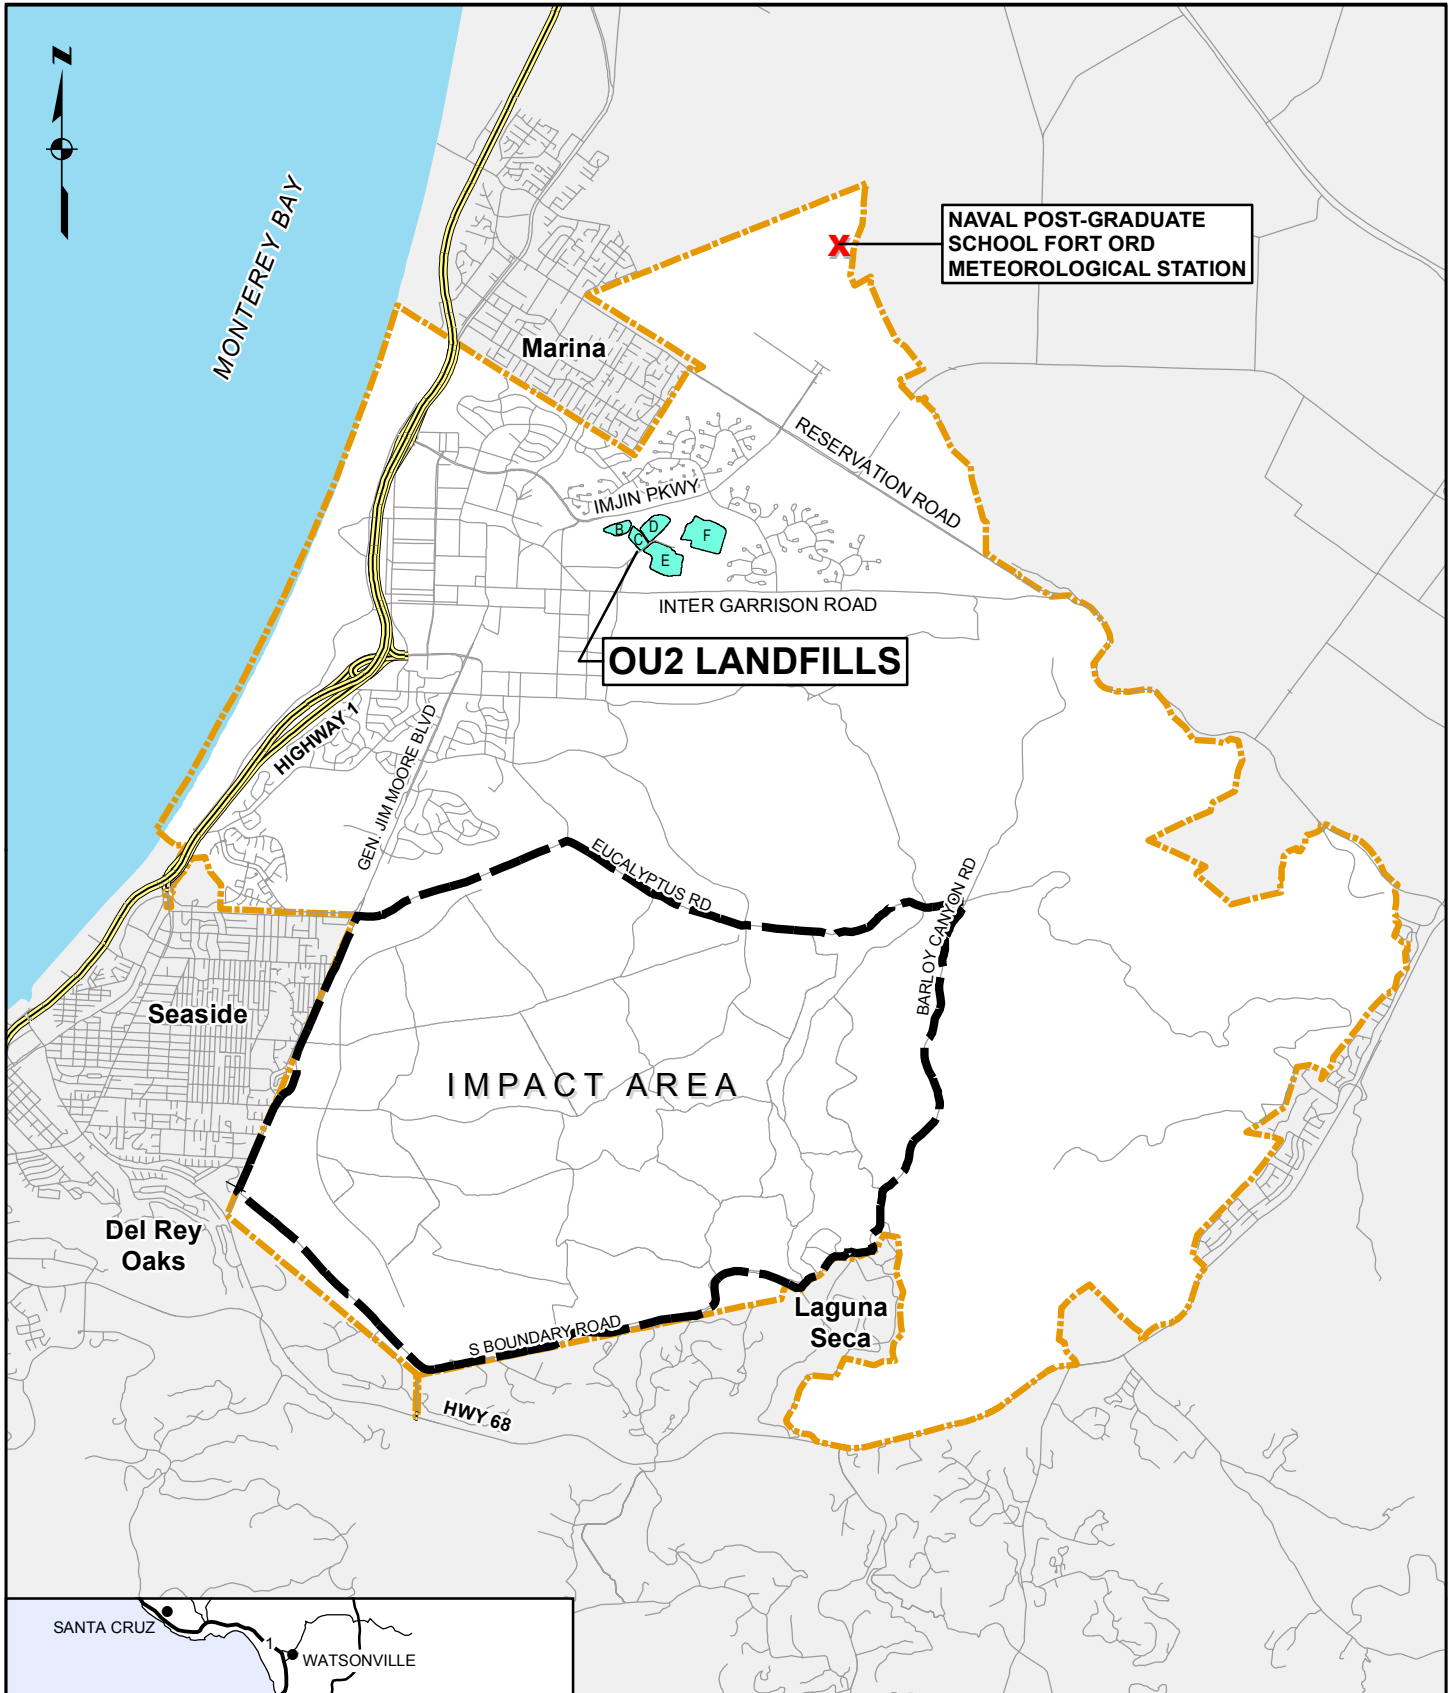 Z
MONTEREY BAY
NAVAL POST-GRADUATE
SCHOOL FORT ORD
METEOROLOGICAL STATION
X
Marina
RESERVATION ROAD
IMJIN PKWY
B
D
C
F
E
INTER GARRISON ROAD
OU2 LANDFILLS
HIGHWAY 1
GEN. JIM MOORE BLVD
EUCALYPTUS RD
BARLOY CANYON RD
Seaside
IMPACT AREA
Del Rey
Oaks
Laguna
Seca
S BOUNDARY ROAD
HWY 68
SANTA CRUZ
1
WATSONVILLE